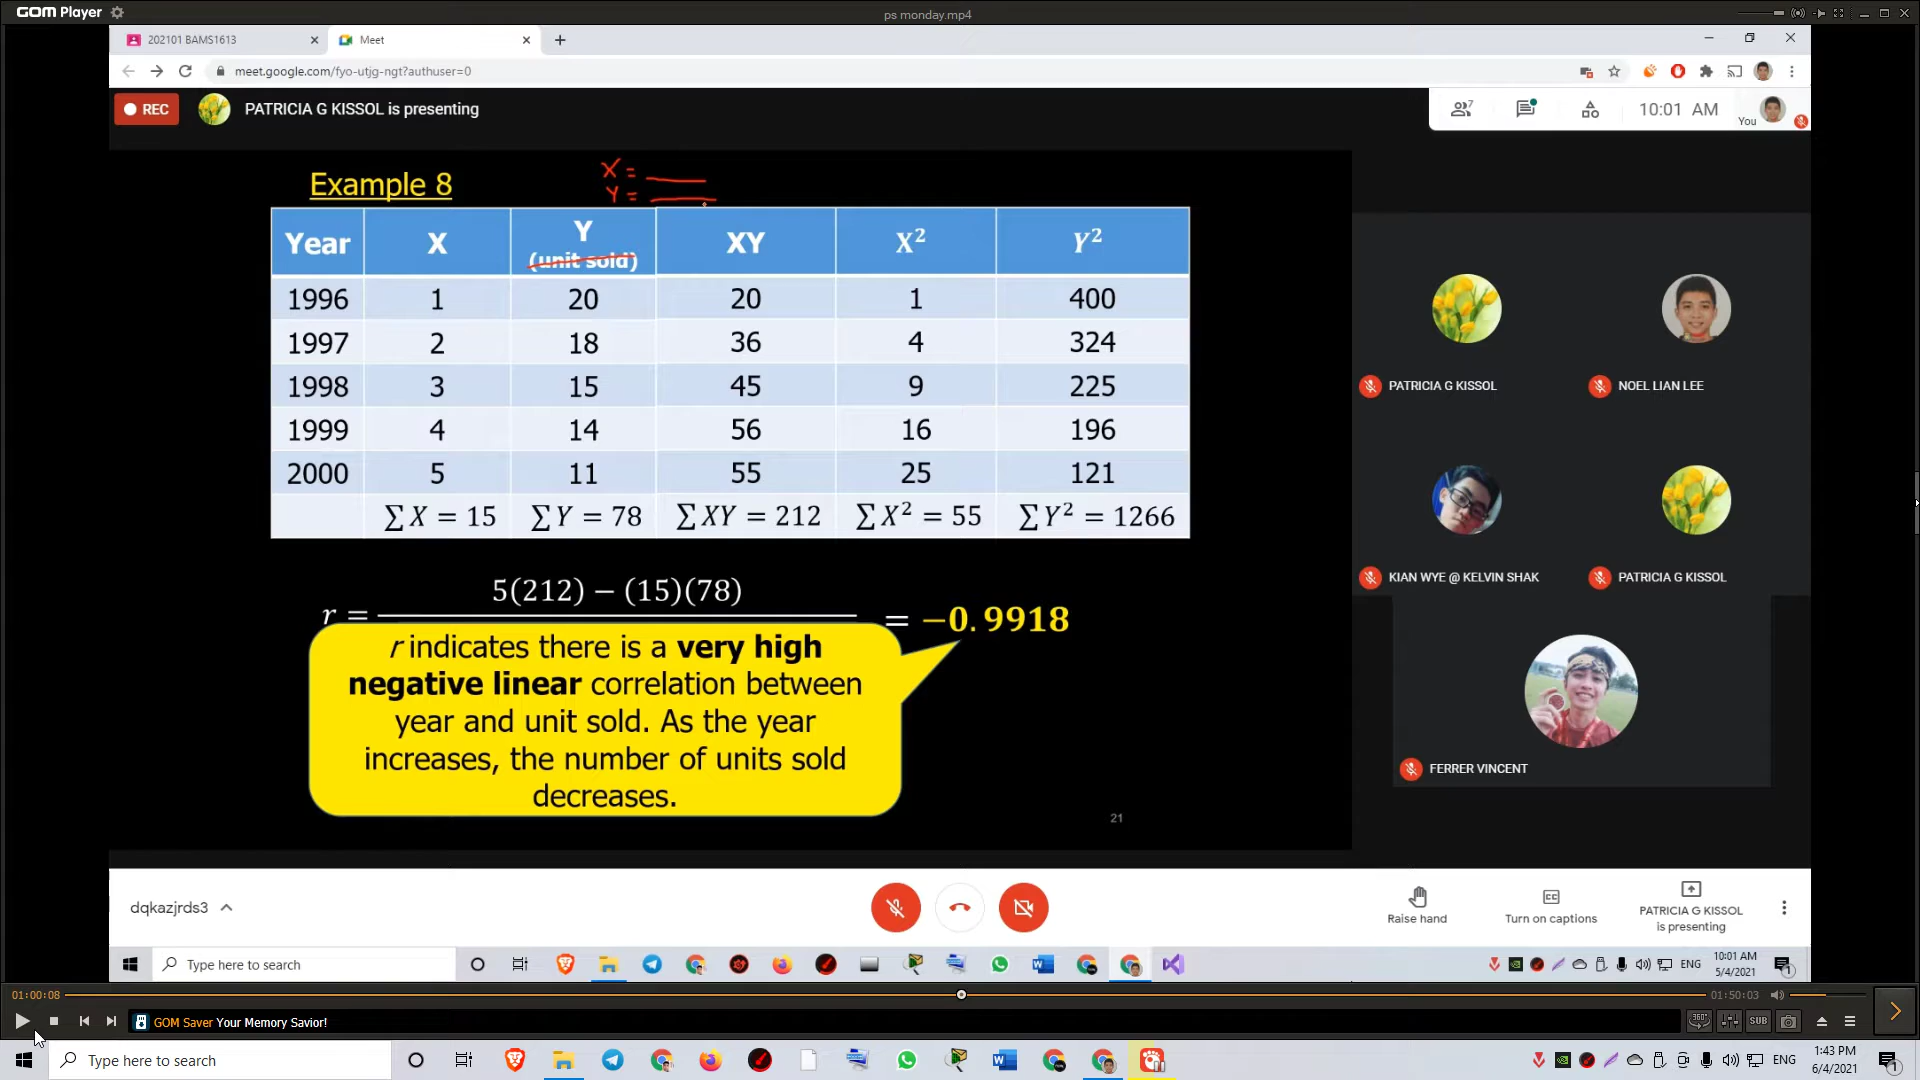 GOM Player
ps monday.mp4
202101 BAMS1613
Meet
meet.google.com/fyo-utjg-ngt?authuser=0
REC
PATRICIA G KISSOL is presenting
7
10:01 AM
You
Example 8
X =
Y =
Year X Y (unit sold) XY X² Y²
1996 1 20 20 1 400
1997 2 18 36 4 324
1998 3 15 45 9 225
1999 4 14 56 16 196
2000 5 11 55 25 121
∑X = 15 ∑Y = 78 ∑XY = 212 ∑X² = 55 ∑Y² = 1266
5(212) − (15)(78)
r = = −0.9918
r indicates there is a very high
negative linear correlation between
year and unit sold. As the year
increases, the number of units sold
decreases.
21
PATRICIA G KISSOL
NOEL LIAN LEE
KIAN WYE @ KELVIN SHAK
PATRICIA G KISSOL
FERRER VINCENT
dqkazjrds3
Raise hand
Turn on captions
PATRICIA G KISSOL
is presenting
Type here to search
ENG
10:01 AM
5/4/2021
1
01:00:08
01:50:03
GOM Saver Your Memory Savior!
360°
SUB
Type here to search
ENG
1:43 PM
6/4/2021
1